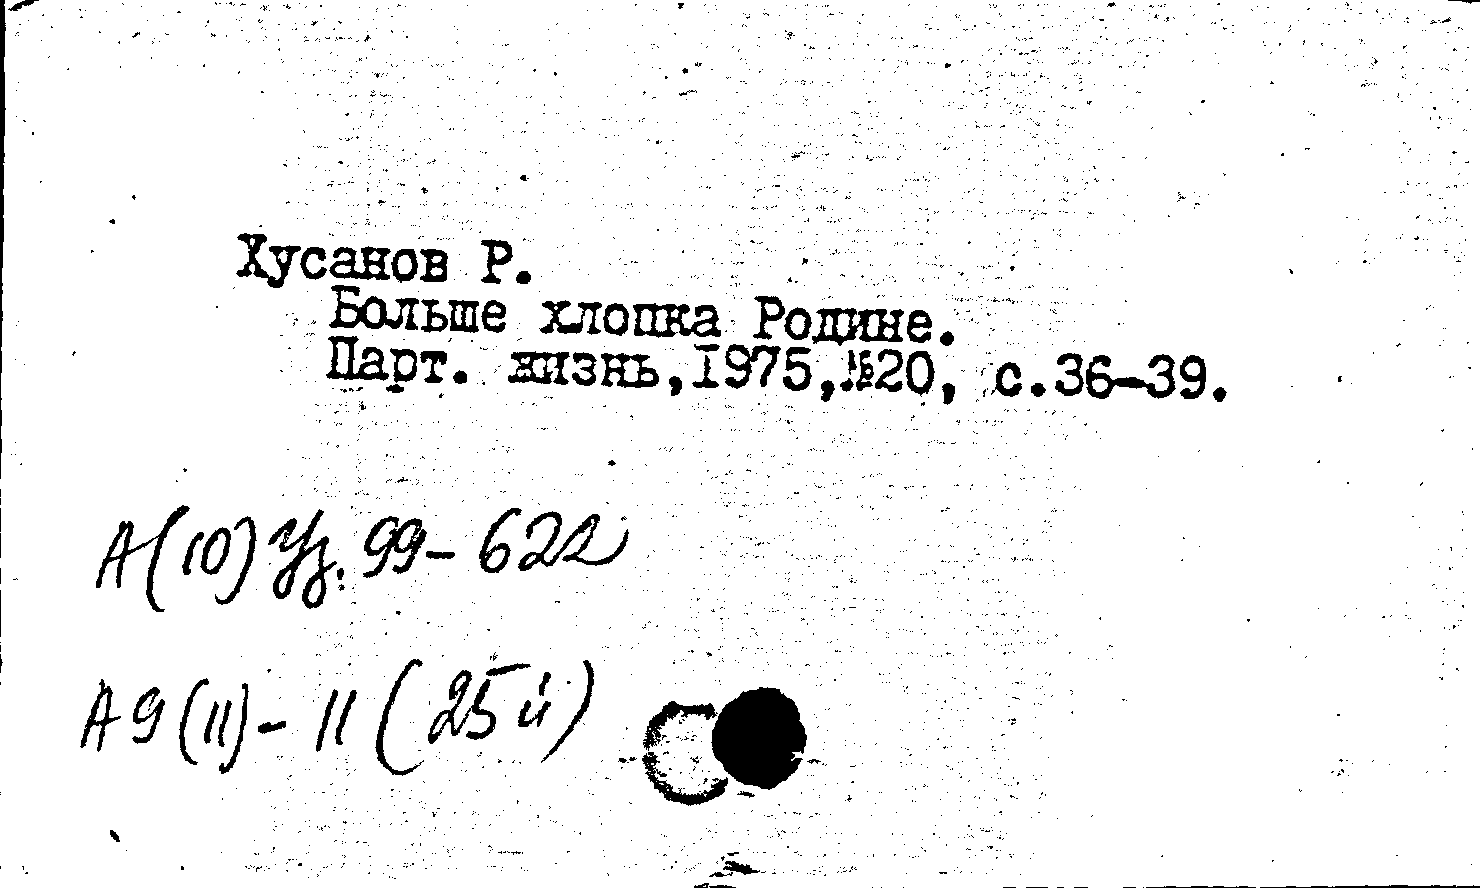 Хусанов Р.
Больше хлопка Родине.
Парт. жизнь,1975,№20, с.36-39.
А(10)Уз.99-622
А9(11)-11(25й)